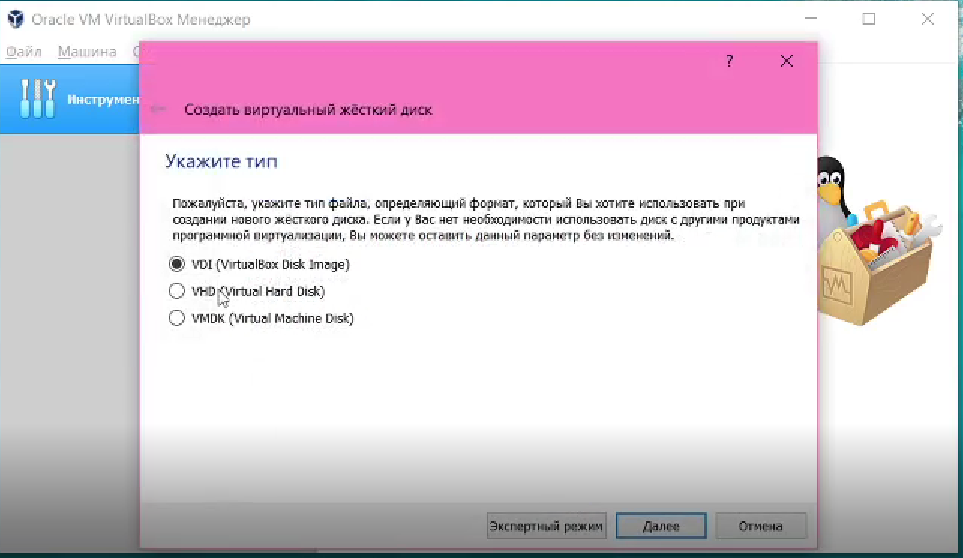 Oracle VM VirtualBox Менеджер
Файл Машина
?
Инструмен
Создать виртуальный жёсткий диск
Укажите тип
Пожалуйста, укажите тип файла, определяющий формат, который Вы хотите использовать при
создании нового жёсткого диска. Если у Вас нет необходимости использовать диск с другими продуктами
программной виртуализации, Вы можете оставить данный параметр без изменений.
VDI (VirtualBox Disk Image)
VHD (Virtual Hard Disk)
VMDK (Virtual Machine Disk)
Экспертный режим Далее Отмена